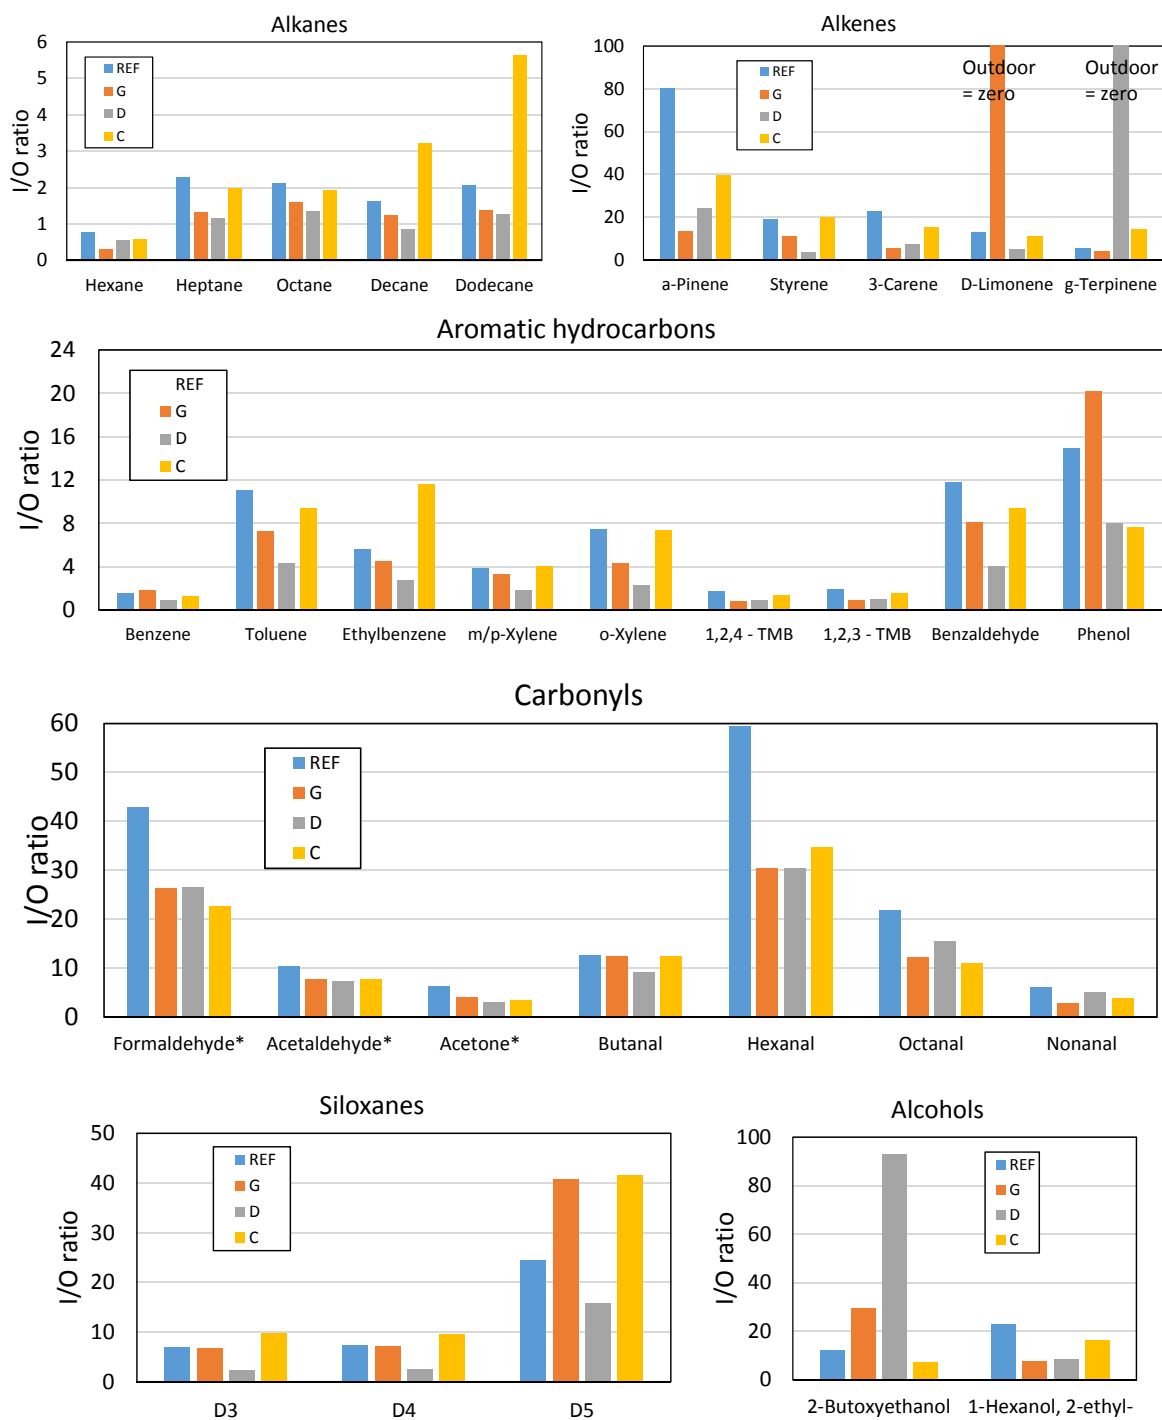 Alkanes
6
5
4
3
2
1
0
I/O ratio
REF
G
D
C
Hexane Heptane Octane Decane Dodecane
Alkenes
100
80
60
40
20
0
I/O ratio
REF
G
D
C
Outdoor
= zero
Outdoor
= zero
a-Pinene Styrene 3-Carene D-Limonene g-Terpinene
Aromatic hydrocarbons
24
20
16
12
8
4
0
I/O ratio
REF
G
D
C
Benzene Toluene Ethylbenzene m/p-Xylene o-Xylene 1,2,4 - TMB 1,2,3 - TMB Benzaldehyde Phenol
Carbonyls
60
50
40
30
20
10
0
I/O ratio
REF
G
D
C
Formaldehyde* Acetaldehyde* Acetone* Butanal Hexanal Octanal Nonanal
Siloxanes
50
40
30
20
10
0
I/O ratio
REF
G
D
C
D3 D4 D5
Alcohols
100
80
60
40
20
0
I/O ratio
REF
G
D
C
2-Butoxyethanol 1-Hexanol, 2-ethyl-